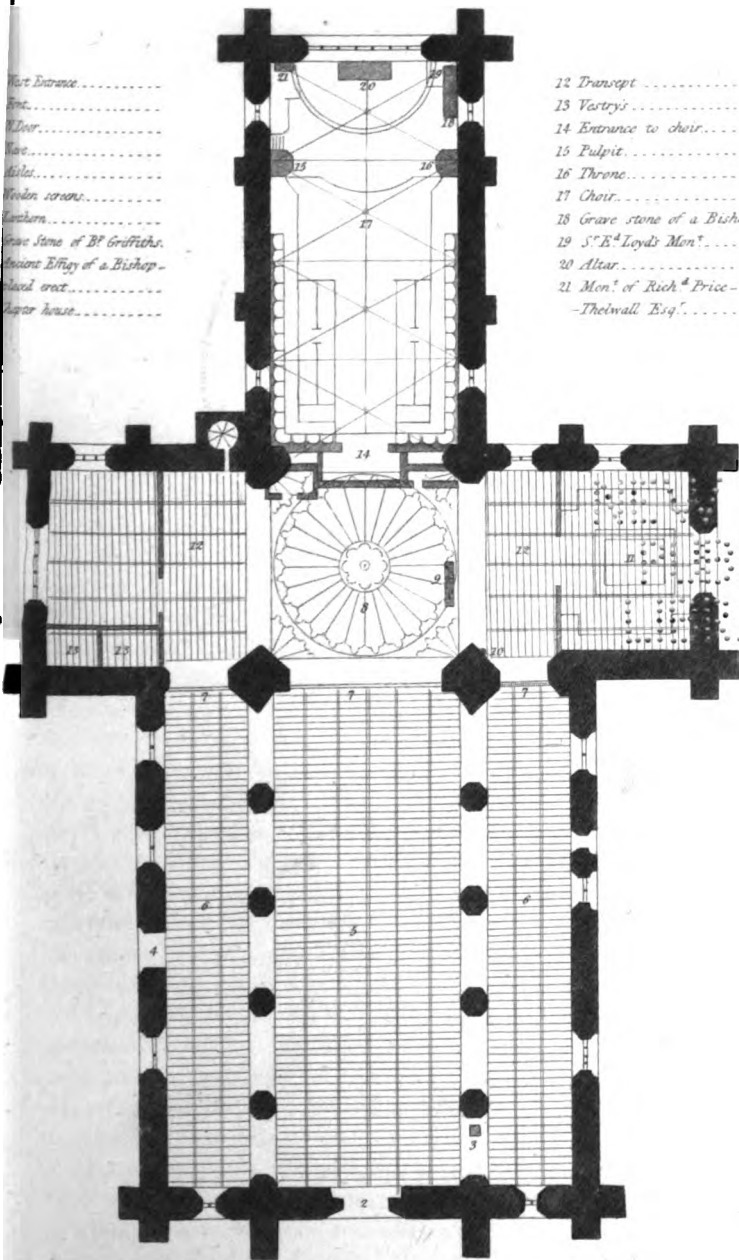 West Entrance
Font
N Door
Nave
Aisles
Wooden screens
Lanthern
Grave Stone of Bp Griffiths.
Ancient Effigy of a Bishop-
placed erect
Chapter house
12 Transept
13 Vestrys
14 Entrance to choir
15 Pulpit
16 Throne
17 Choir
18 Grave stone of a Bish
19 Sr Ed Loyd's Mont
20 Altar
21 Mont of Richd Price-
-Thelwall Esqr
21
20
19
18
15
16
17
14
12
12
11
9
8
13
13
10
7
7
7
6
5
6
4
3
2